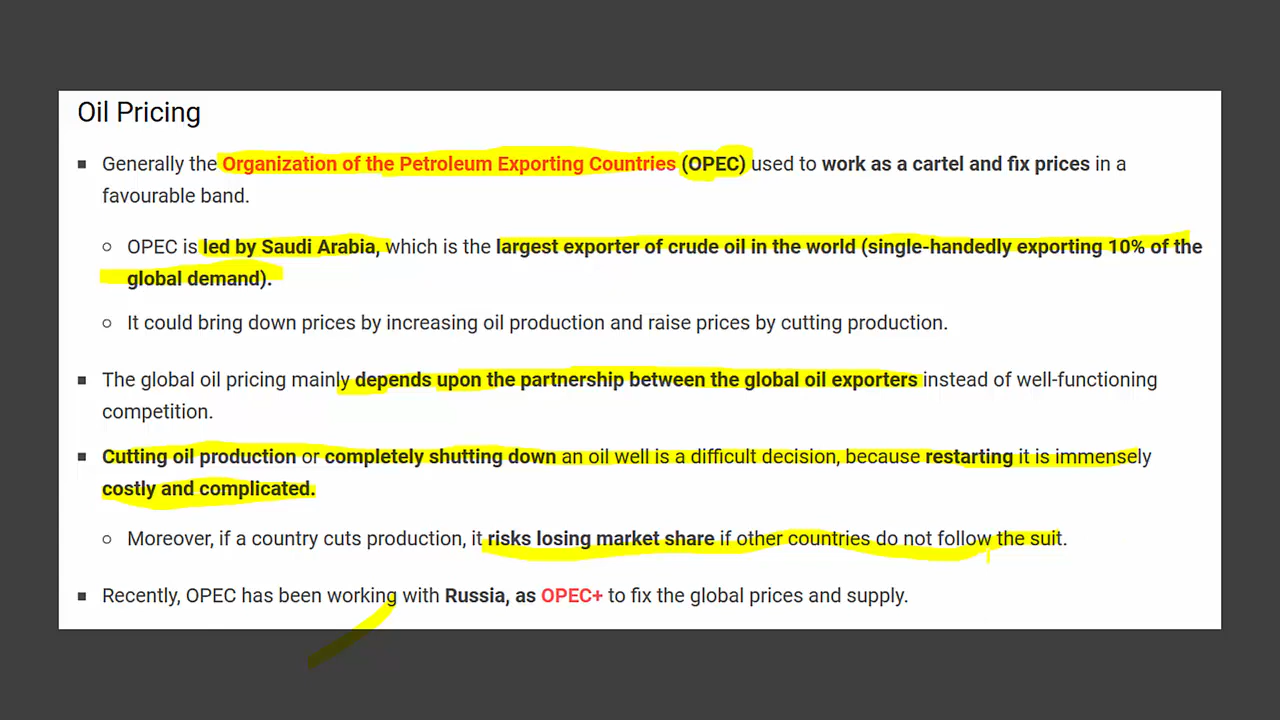 Oil Pricing
Generally the Organization of the Petroleum Exporting Countries (OPEC) used to work as a cartel and fix prices in a
favourable band.
OPEC is led by Saudi Arabia, which is the largest exporter of crude oil in the world (single-handedly exporting 10% of the
global demand).
It could bring down prices by increasing oil production and raise prices by cutting production.
The global oil pricing mainly depends upon the partnership between the global oil exporters instead of well-functioning
competition.
Cutting oil production or completely shutting down an oil well is a difficult decision, because restarting it is immensely
costly and complicated.
Moreover, if a country cuts production, it risks losing market share if other countries do not follow the suit.
Recently, OPEC has been working with Russia, as OPEC+ to fix the global prices and supply.